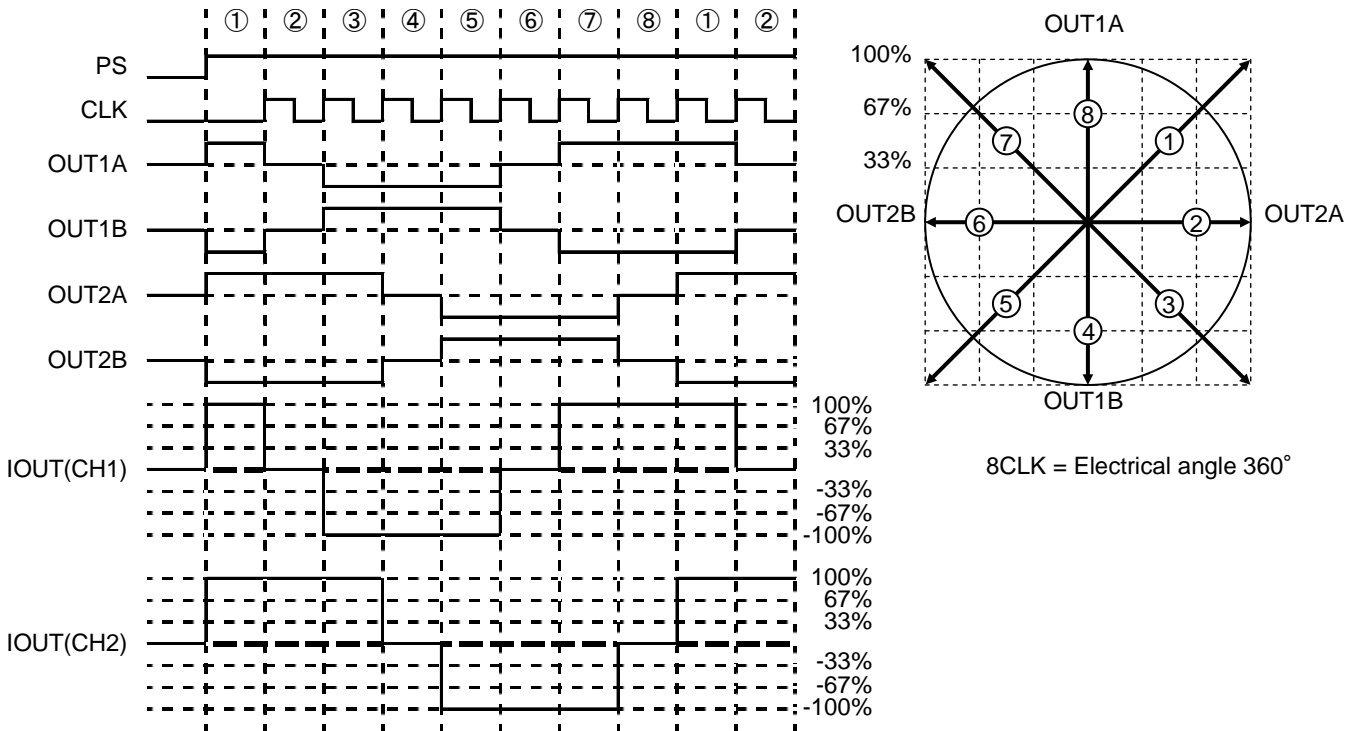 ① ② ③ ④ ⑤ ⑥ ⑦ ⑧ ① ②
PS
CLK
OUT1A
OUT1B
OUT2A
OUT2B
IOUT(CH1)
100%
67%
33%
-33%
-67%
-100%
IOUT(CH2)
100%
67%
33%
-33%
-67%
-100%
OUT1A
100%
67%
33%
⑧
⑦ ①
OUT2B ⑥ ② OUT2A
⑤ ③
④
OUT1B
8CLK = Electrical angle 360°